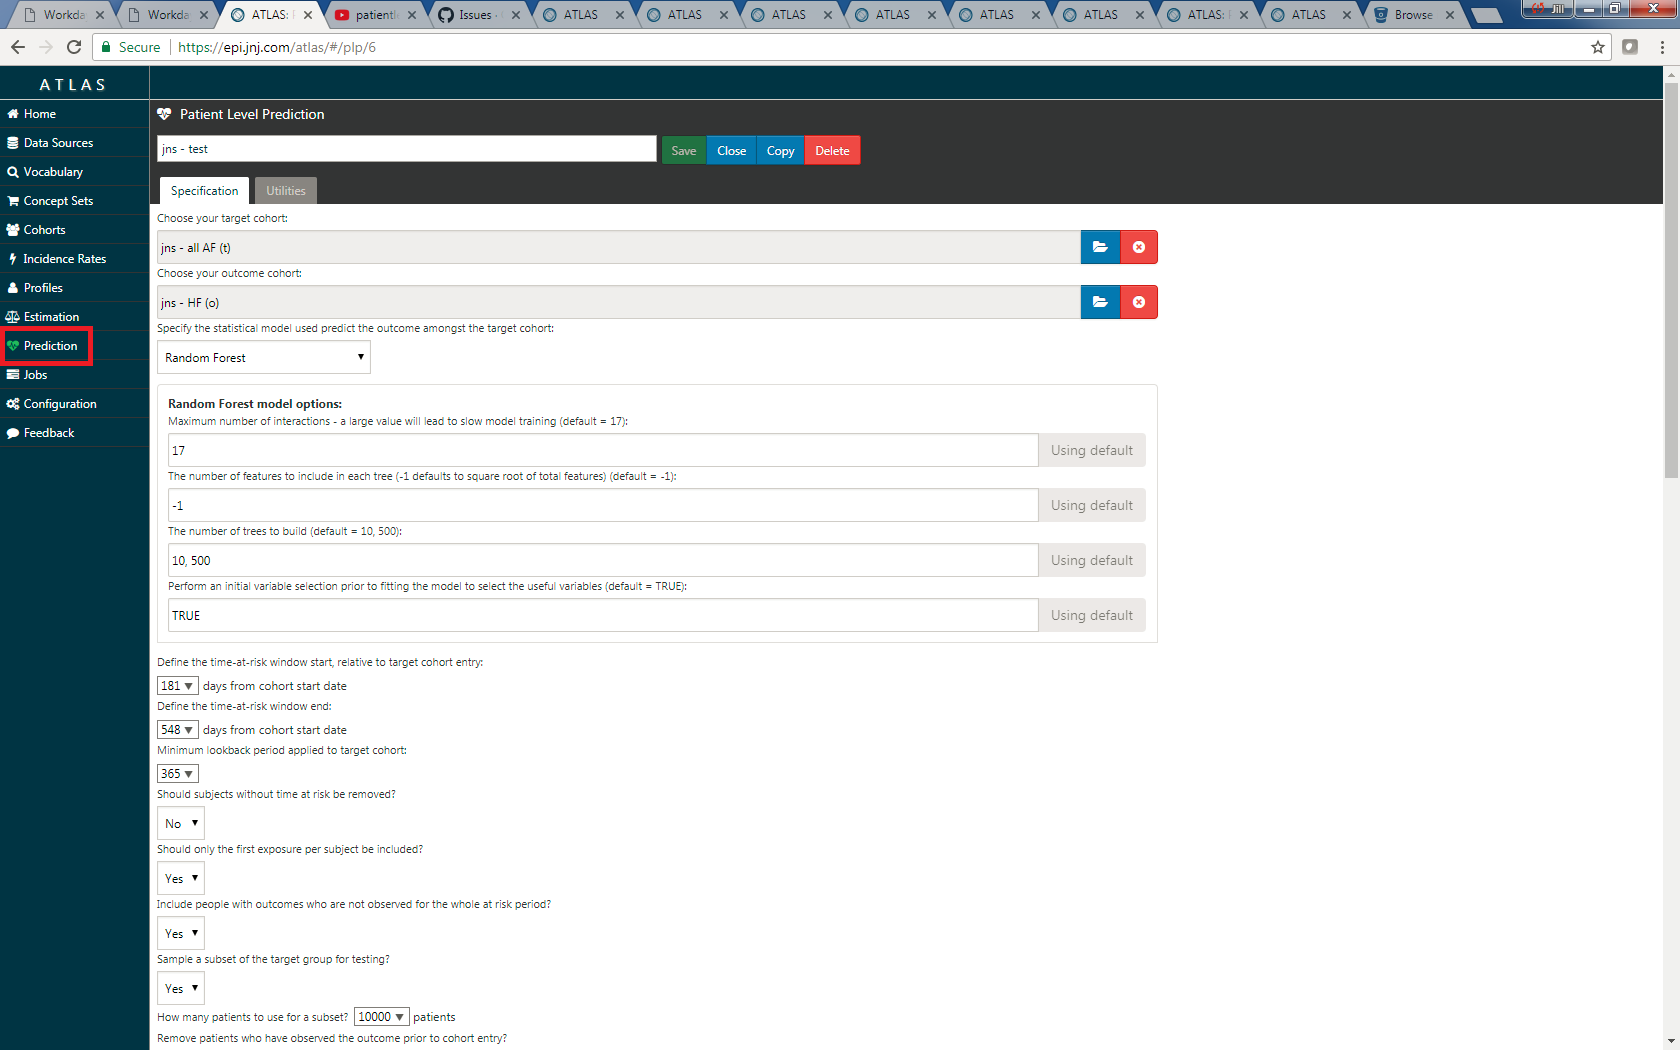 Workda
Workda
ATLAS:
patientl
Issues ·
ATLAS
ATLAS
ATLAS
ATLAS
ATLAS
ATLAS
ATLAS:
ATLAS
Browse
Jill
Secure
https://epi.jnj.com/atlas/#/plp/6
ATLAS
Home
Data Sources
Vocabulary
Concept Sets
Cohorts
Incidence Rates
Profiles
Estimation
Prediction
Jobs
Configuration
Feedback
Patient Level Prediction
jns - test
Save Close Copy Delete
Specification Utilities
Choose your target cohort:
jns - all AF (t)
Choose your outcome cohort:
jns - HF (o)
Specify the statistical model used predict the outcome amongst the target cohort:
Random Forest
Random Forest model options:
Maximum number of interactions - a large value will lead to slow model training (default = 17):
17 Using default
The number of features to include in each tree (-1 defaults to square root of total features) (default = -1):
-1 Using default
The number of trees to build (default = 10, 500):
10, 500 Using default
Perform an initial variable selection prior to fitting the model to select the useful variables (default = TRUE):
TRUE Using default
Define the time-at-risk window start, relative to target cohort entry:
181 days from cohort start date
Define the time-at-risk window end:
548 days from cohort start date
Minimum lookback period applied to target cohort:
365
Should subjects without time at risk be removed?
No
Should only the first exposure per subject be included?
Yes
Include people with outcomes who are not observed for the whole at risk period?
Yes
Sample a subset of the target group for testing?
Yes
How many patients to use for a subset? 10000 patients
Remove patients who have observed the outcome prior to cohort entry?